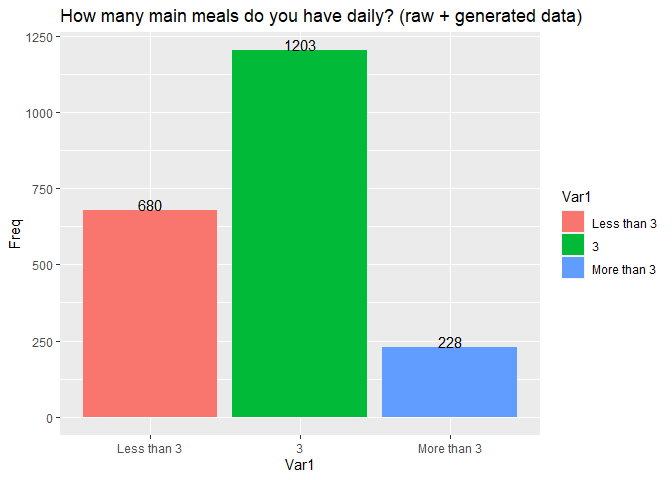 How many main meals do you have daily? (raw + generated data)
1250
1000
750
500
250
0
Freq
680
1203
228
Less than 3
3
More than 3
Var1
Var1
Less than 3
3
More than 3